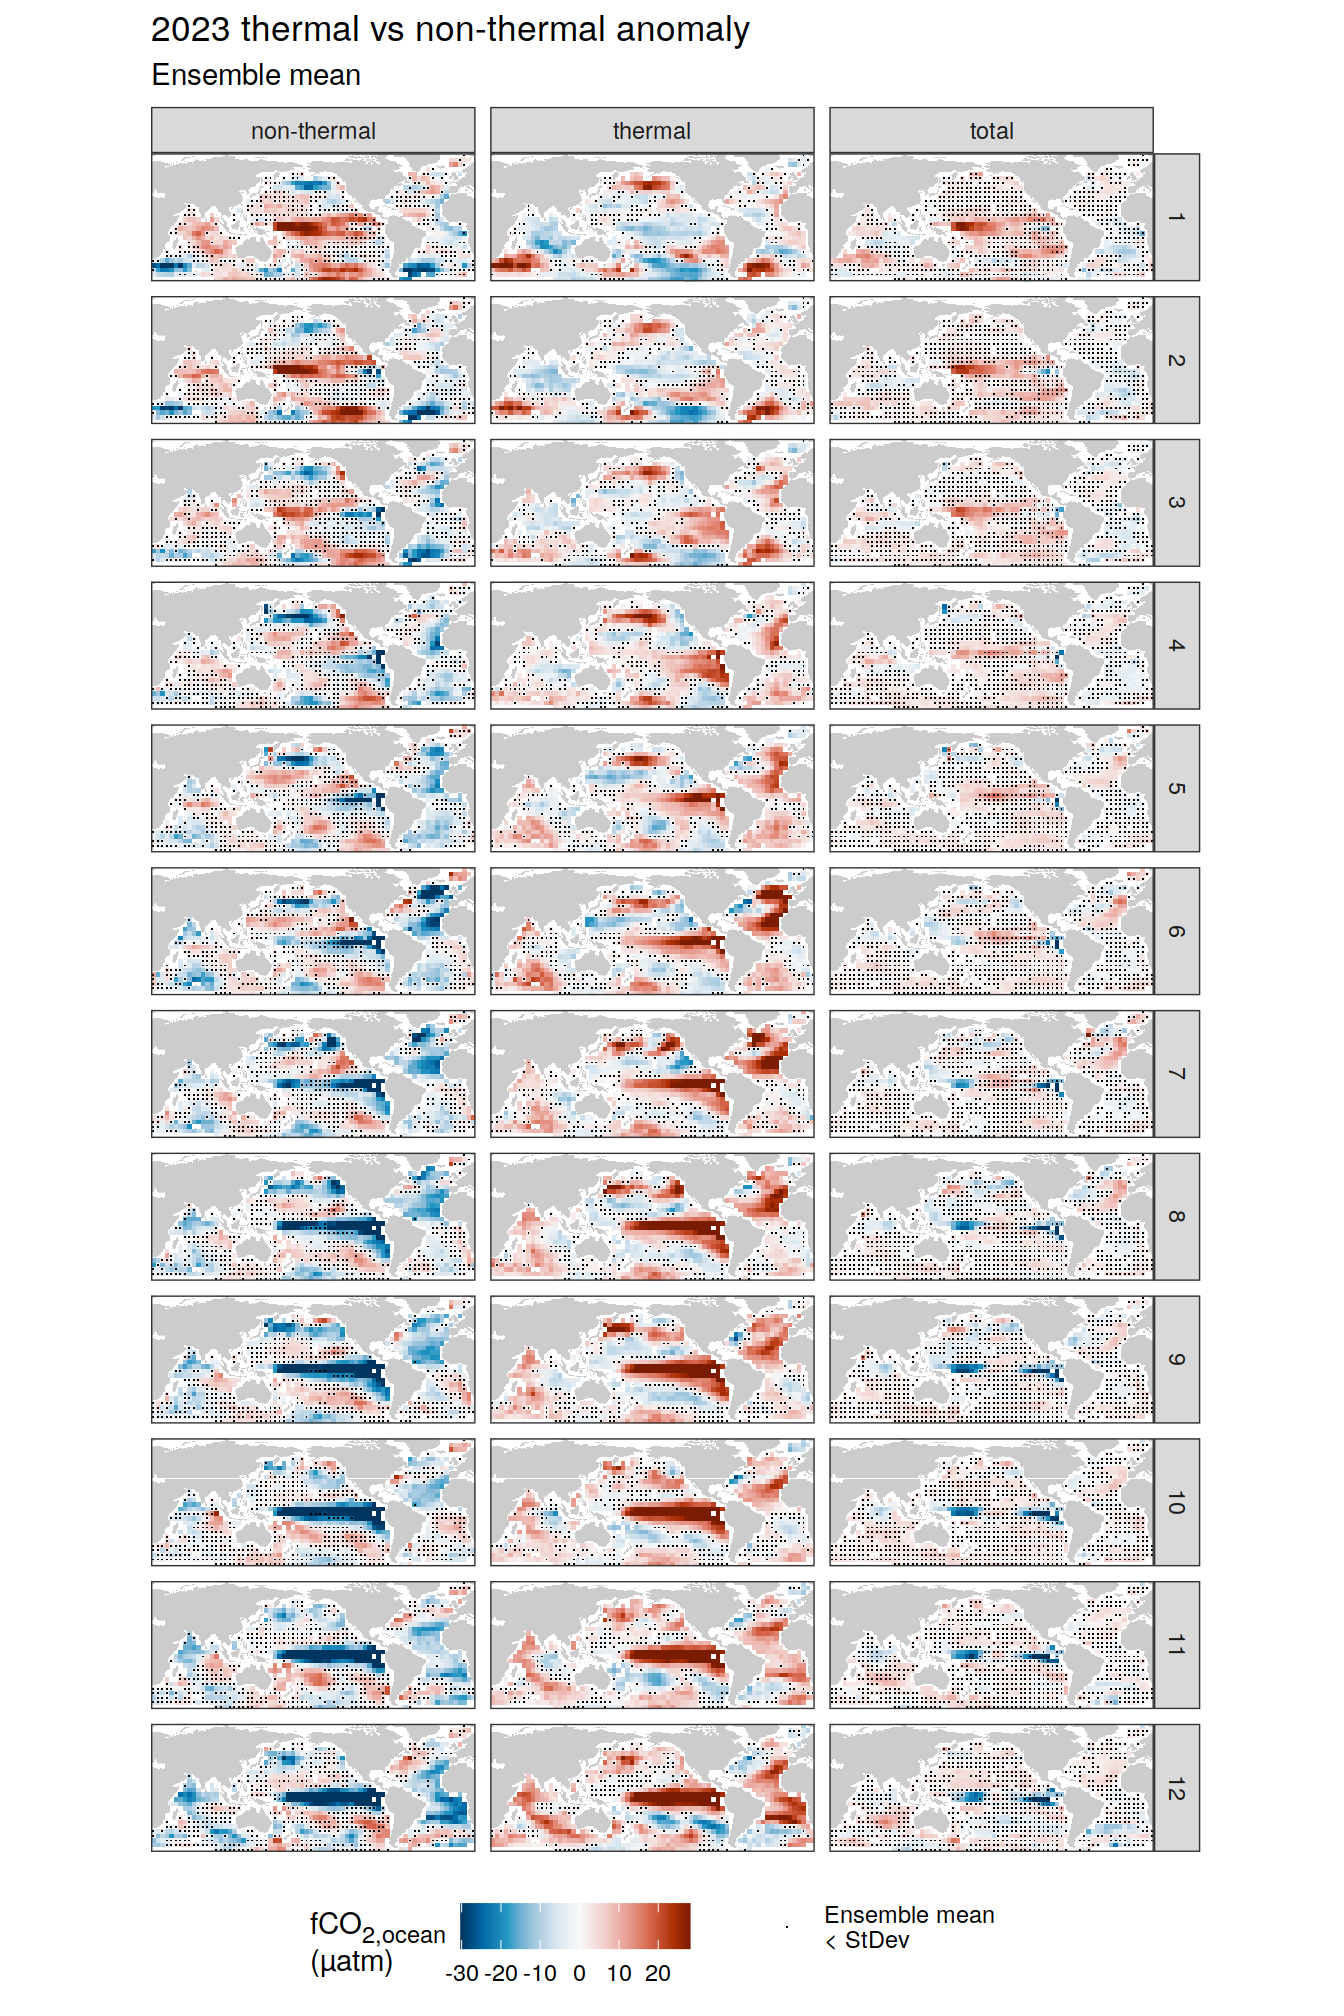 2023 thermal vs non-thermal anomaly
Ensemble mean
non-thermal thermal total
1
2
3
4
5
6
7
8
9
10
11
12
fCO2,ocean
(µatm)
-30 -20 -10 0 10 20
Ensemble mean
< StDev